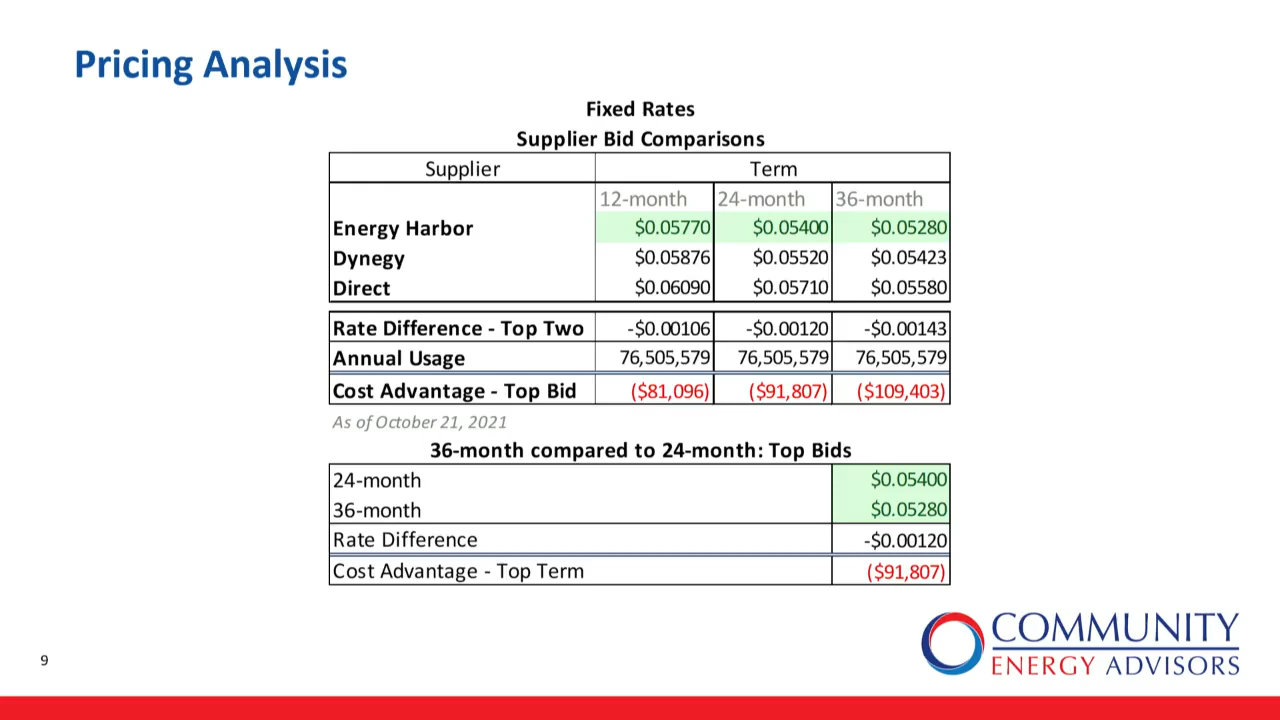 Pricing Analysis
Fixed Rates
Supplier Bid Comparisons
Supplier Term
12-month 24-month 36-month
Energy Harbor $0.05770 $0.05400 $0.05280
Dynegy $0.05876 $0.05520 $0.05423
Direct $0.06090 $0.05710 $0.05580
Rate Difference - Top Two -$0.00106 -$0.00120 -$0.00143
Annual Usage 76,505,579 76,505,579 76,505,579
Cost Advantage - Top Bid ($81,096) ($91,807) ($109,403)
As of October 21, 2021
36-month compared to 24-month: Top Bids
24-month $0.05400
36-month $0.05280
Rate Difference -$0.00120
Cost Advantage - Top Term ($91,807)
COMMUNITY
ENERGY ADVISORS
9